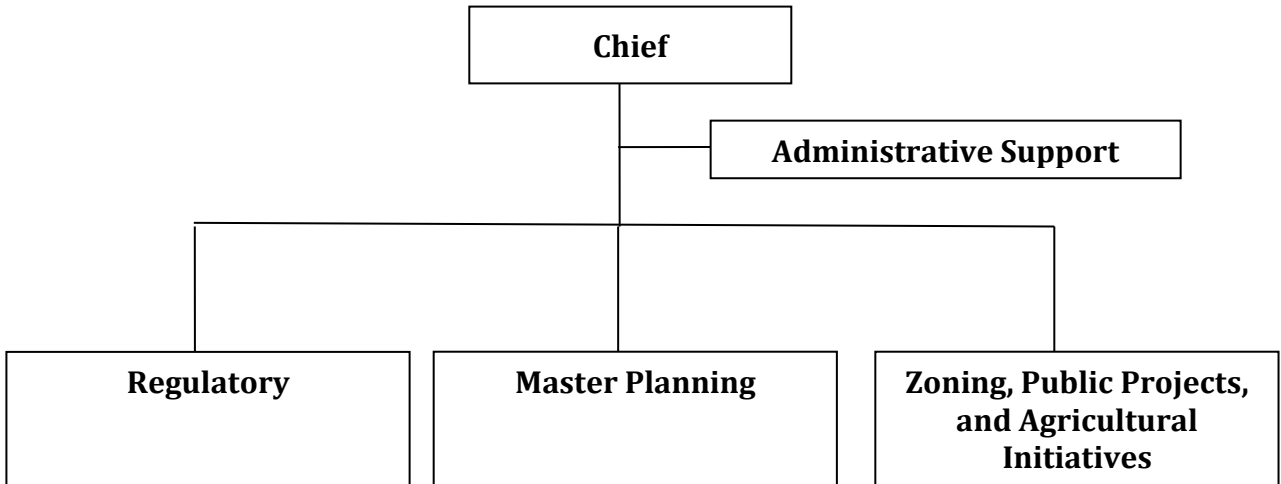 Chief
Administrative Support
Regulatory
Master Planning
Zoning, Public Projects,
and Agricultural
Initiatives